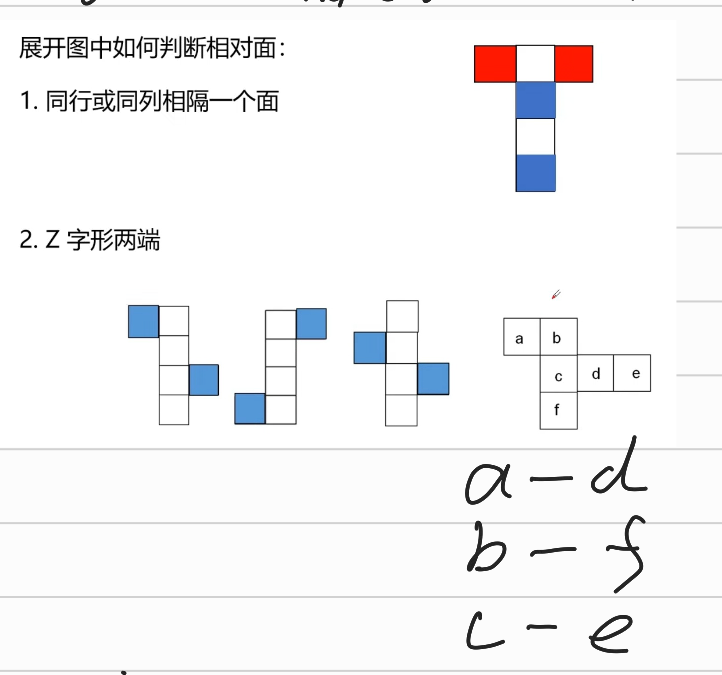 展开图中如何判断相对面：
1. 同行或同列相隔一个面
2. Z 字形两端
a b
c d e
f
a - d
b - f
c - e